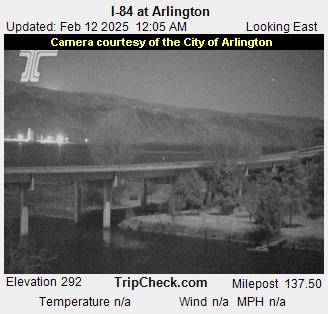 I-84 at Arlington
Updated: Feb 12 2025 12:05 AM Looking East
Camera courtesy of the City of Arlington
Elevation 292 TripCheck.com Milepost 137.50
Temperature n/a Wind n/a MPH n/a